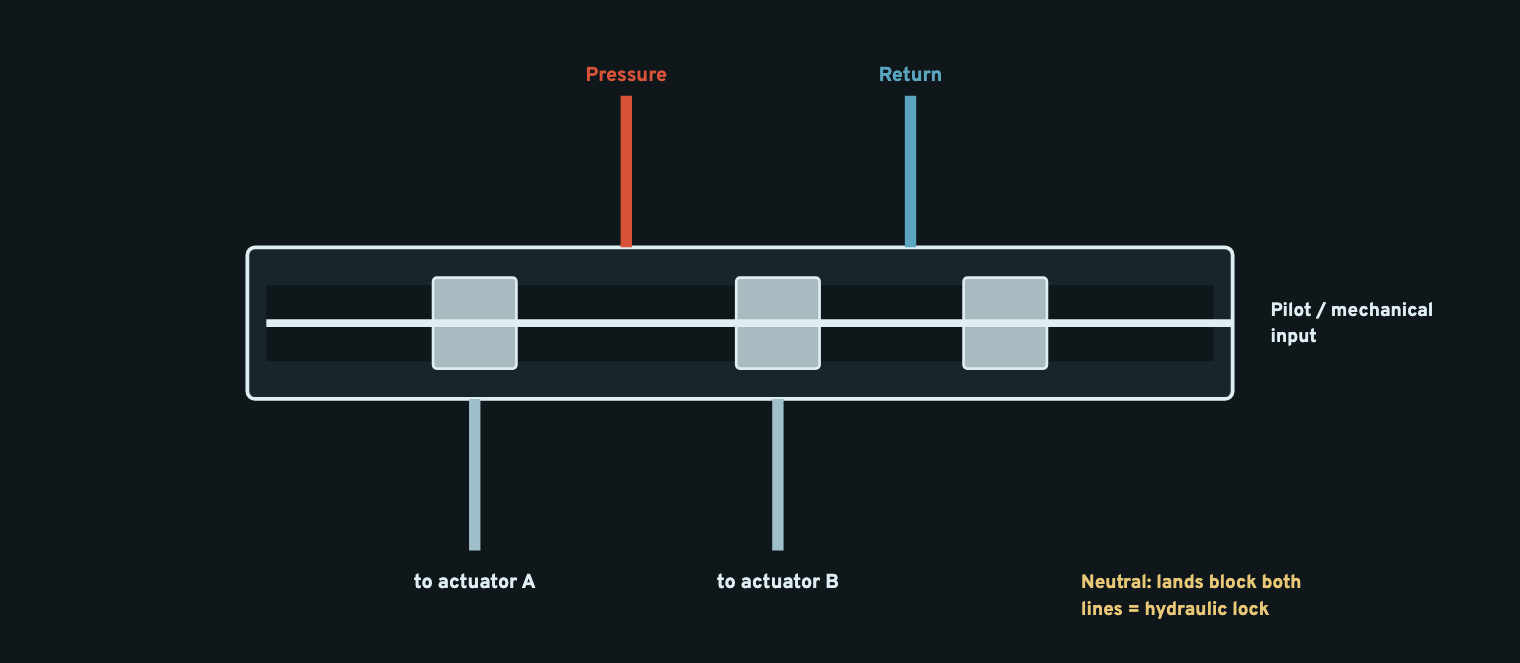 Pressure
Return
Pilot / mechanical
input
to actuator A
to actuator B
Neutral: lands block both
lines = hydraulic lock